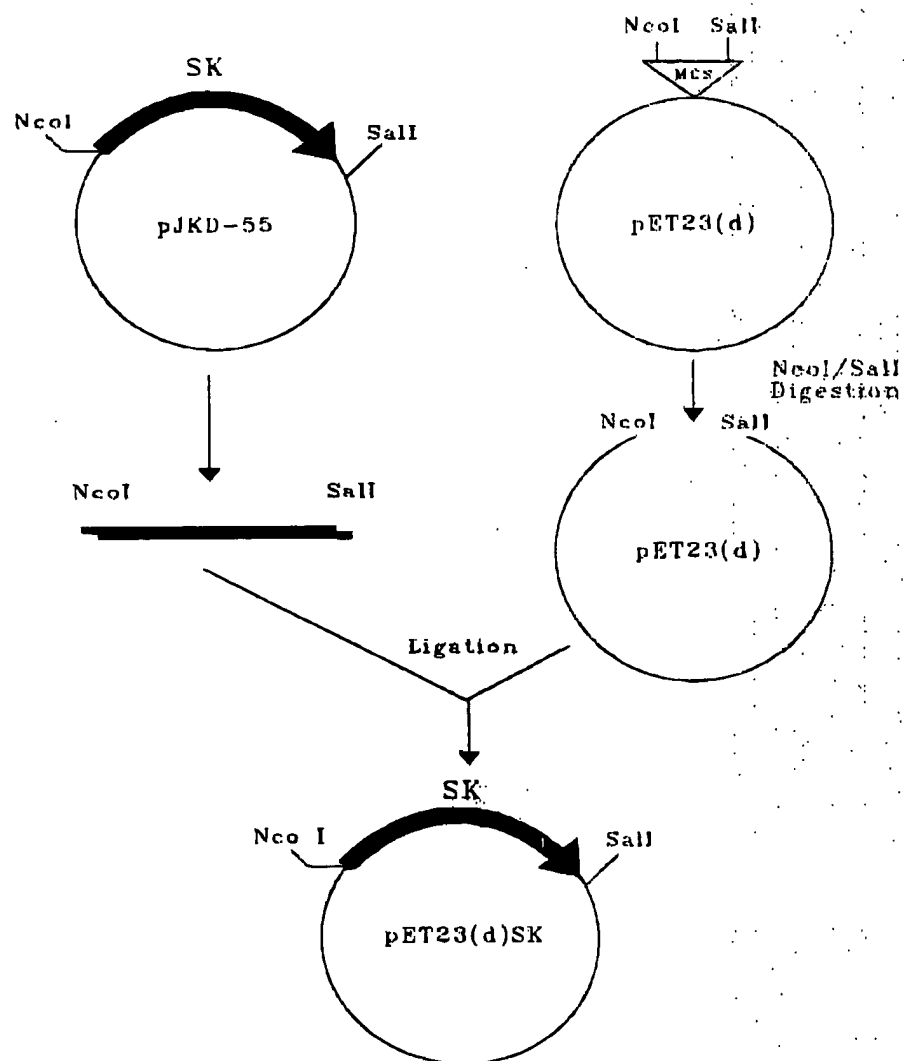 SK
NcoI
SalI
pJKD-55
NcoI SalI
MCS
pET23(d)
NcoI/SalI
Digestion
NcoI SalI
pET23(d)
NcoI SalI
Ligation
SK
Nco I
SalI
pET23(d)SK